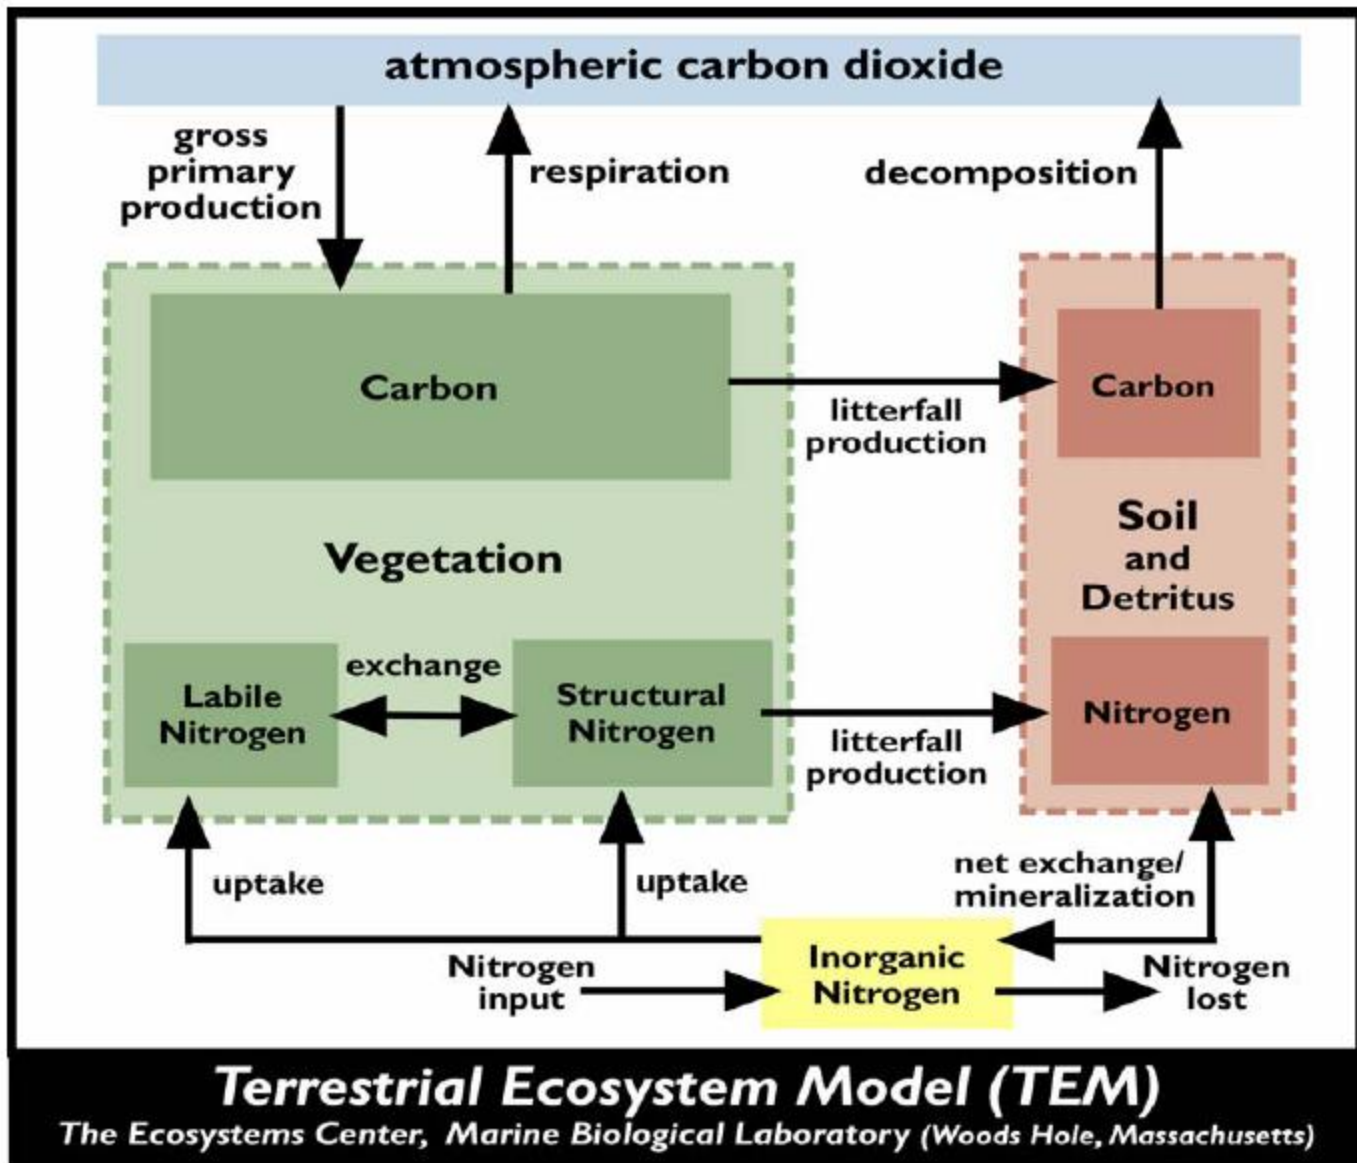 atmospheric carbon dioxide
gross
primary
production
respiration
decomposition
Carbon
litterfall
production
Carbon
Vegetation
Soil
and
Detritus
Labile
Nitrogen
exchange
Structural
Nitrogen
litterfall
production
Nitrogen
uptake
uptake
net exchange/
mineralization
Nitrogen
input
Inorganic
Nitrogen
Nitrogen
lost
Terrestrial Ecosystem Model (TEM)
The Ecosystems Center, Marine Biological Laboratory (Woods Hole, Massachusetts)